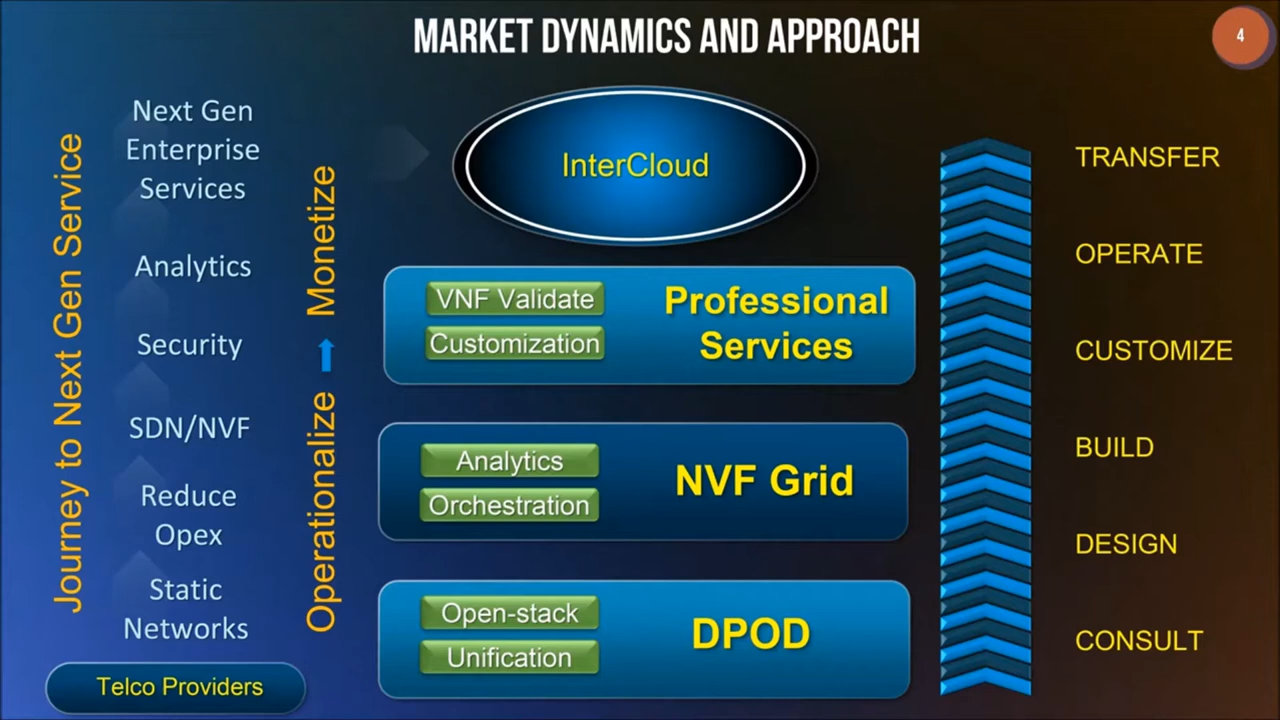 MARKET DYNAMICS AND APPROACH
4
Journey to Next Gen Service
Next Gen
Enterprise
Services
Analytics
Security
SDN/NVF
Reduce
Opex
Static
Networks
Telco Providers
Operationalize
Monetize
InterCloud
VNF Validate
Customization
Professional
Services
Analytics
Orchestration
NVF Grid
Open-stack
Unification
DPOD
TRANSFER
OPERATE
CUSTOMIZE
BUILD
DESIGN
CONSULT